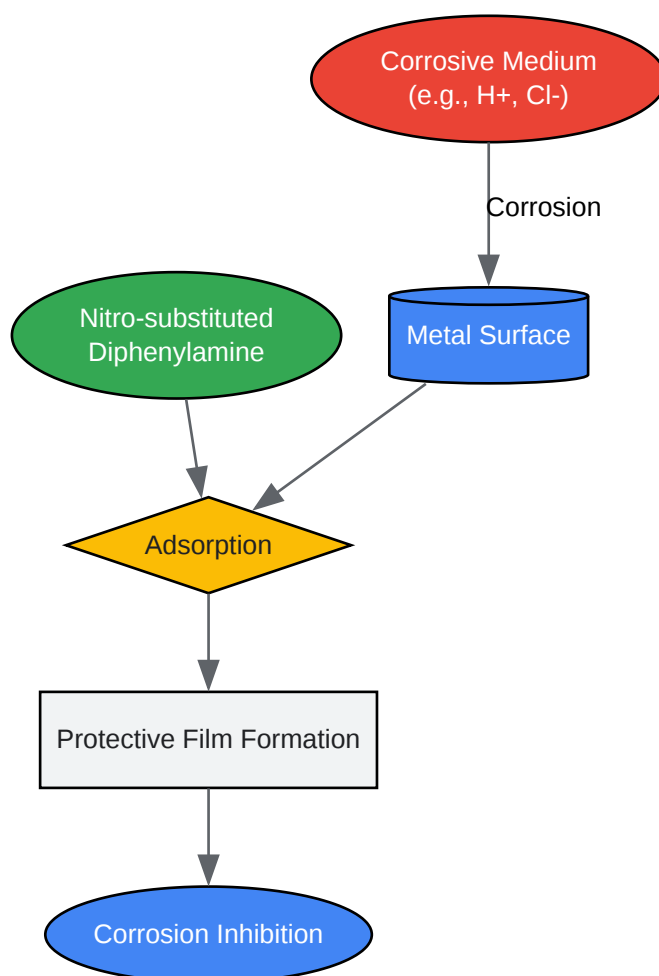 Corrosive Medium
(e.g., H+, Cl-)
Corrosion
Nitro-substituted
Diphenylamine
Metal Surface
Adsorption
Protective Film Formation
Corrosion Inhibition